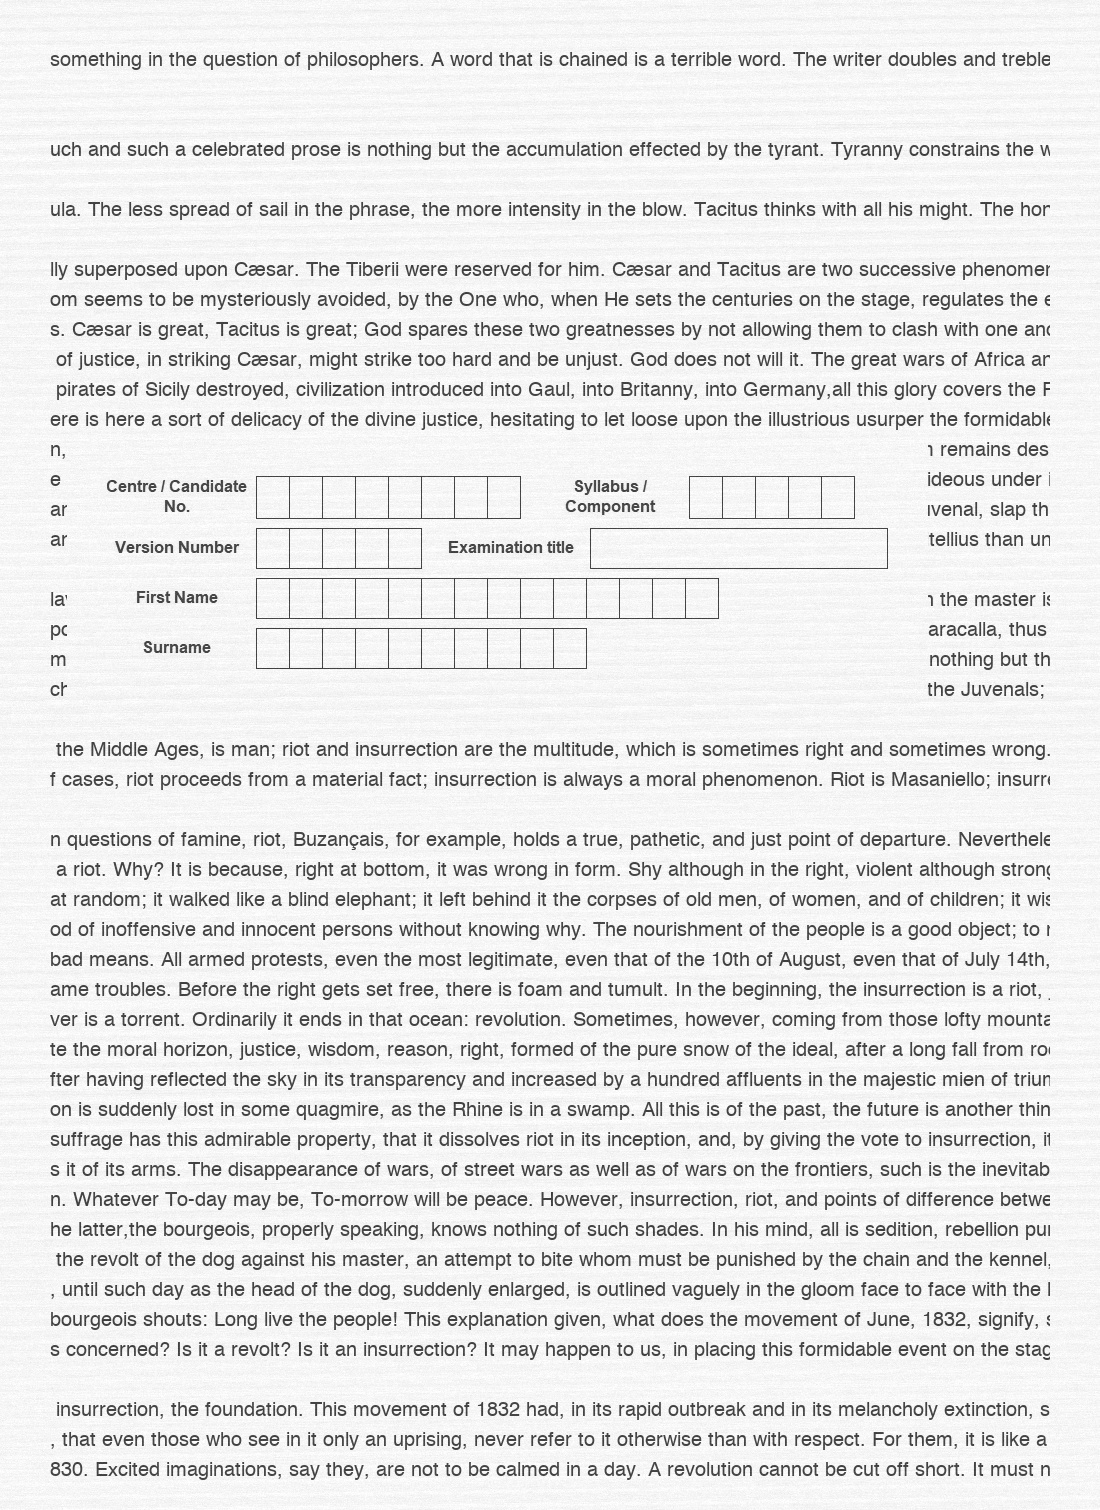 something in the question of philosophers. A word that is chained is a terrible word. The writer doubles and treble
uch and such a celebrated prose is nothing but the accumulation effected by the tyrant. Tyranny constrains the w
ula. The less spread of sail in the phrase, the more intensity in the blow. Tacitus thinks with all his might. The hon
lly superposed upon Cæsar. The Tiberii were reserved for him. Cæsar and Tacitus are two successive phenomen
om seems to be mysteriously avoided, by the One who, when He sets the centuries on the stage, regulates the e
s. Cæsar is great, Tacitus is great; God spares these two greatnesses by not allowing them to clash with one ano
of justice, in striking Cæsar, might strike too hard and be unjust. God does not will it. The great wars of Africa an
pirates of Sicily destroyed, civilization introduced into Gaul, into Britanny, into Germany,all this glory covers the R
ere is here a sort of delicacy of the divine justice, hesitating to let loose upon the illustrious usurper the formidable
n, remains des
e ideous under
Centre / Candidate No.
Syllabus / Component
ar venal, slap th
ar tellius than un
Version Number
Examination title
First Name
la the master is
po aracalla, thus
Surname
m nothing but th
ch the Juvenals;
the Middle Ages, is man; riot and insurrection are the multitude, which is sometimes right and sometimes wrong.
f cases, riot proceeds from a material fact; insurrection is always a moral phenomenon. Riot is Masaniello; insurre
n questions of famine, riot, Buzançais, for example, holds a true, pathetic, and just point of departure. Neverthele
a riot. Why? It is because, right at bottom, it was wrong in form. Shy although in the right, violent although strong
at random; it walked like a blind elephant; it left behind it the corpses of old men, of women, and of children; it wis
od of inoffensive and innocent persons without knowing why. The nourishment of the people is a good object; to
bad means. All armed protests, even the most legitimate, even that of the 10th of August, even that of July 14th,
ame troubles. Before the right gets set free, there is foam and tumult. In the beginning, the insurrection is a riot,
ver is a torrent. Ordinarily it ends in that ocean: revolution. Sometimes, however, coming from those lofty mounta
te the moral horizon, justice, wisdom, reason, right, formed of the pure snow of the ideal, after a long fall from roc
fter having reflected the sky in its transparency and increased by a hundred affluents in the majestic mien of trium
on is suddenly lost in some quagmire, as the Rhine is in a swamp. All this is of the past, the future is another thin
suffrage has this admirable property, that it dissolves riot in its inception, and, by giving the vote to insurrection, it
s it of its arms. The disappearance of wars, of street wars as well as of wars on the frontiers, such is the inevitab
n. Whatever To-day may be, To-morrow will be peace. However, insurrection, riot, and points of difference betwe
he latter,the bourgeois, properly speaking, knows nothing of such shades. In his mind, all is sedition, rebellion pur
the revolt of the dog against his master, an attempt to bite whom must be punished by the chain and the kennel,
, until such day as the head of the dog, suddenly enlarged, is outlined vaguely in the gloom face to face with the l
bourgeois shouts: Long live the people! This explanation given, what does the movement of June, 1832, signify, s
s concerned? Is it a revolt? Is it an insurrection? It may happen to us, in placing this formidable event on the stag
insurrection, the foundation. This movement of 1832 had, in its rapid outbreak and in its melancholy extinction, s
, that even those who see in it only an uprising, never refer to it otherwise than with respect. For them, it is like a
830. Excited imaginations, say they, are not to be calmed in a day. A revolution cannot be cut off short. It must n